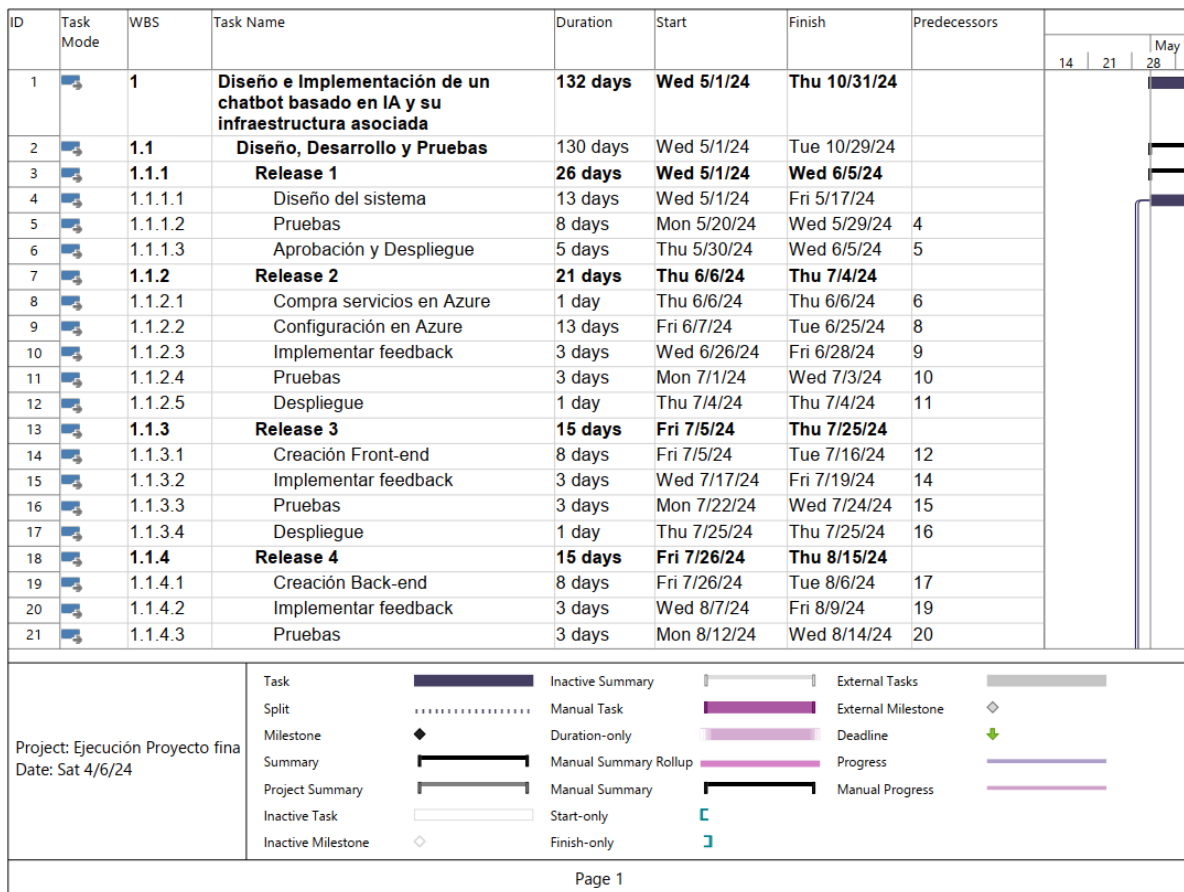 ID Task Mode WBS Task Name Duration Start Finish Predecessors
May
14 21 28
1 1 Diseño e Implementación de un chatbot basado en IA y su infraestructura asociada 132 days Wed 5/1/24 Thu 10/31/24
2 1.1 Diseño, Desarrollo y Pruebas 130 days Wed 5/1/24 Tue 10/29/24
3 1.1.1 Release 1 26 days Wed 5/1/24 Wed 6/5/24
4 1.1.1.1 Diseño del sistema 13 days Wed 5/1/24 Fri 5/17/24
5 1.1.1.2 Pruebas 8 days Mon 5/20/24 Wed 5/29/24 4
6 1.1.1.3 Aprobación y Despliegue 5 days Thu 5/30/24 Wed 6/5/24 5
7 1.1.2 Release 2 21 days Thu 6/6/24 Thu 7/4/24
8 1.1.2.1 Compra servicios en Azure 1 day Thu 6/6/24 Thu 6/6/24 6
9 1.1.2.2 Configuración en Azure 13 days Fri 6/7/24 Tue 6/25/24 8
10 1.1.2.3 Implementar feedback 3 days Wed 6/26/24 Fri 6/28/24 9
11 1.1.2.4 Pruebas 3 days Mon 7/1/24 Wed 7/3/24 10
12 1.1.2.5 Despliegue 1 day Thu 7/4/24 Thu 7/4/24 11
13 1.1.3 Release 3 15 days Fri 7/5/24 Thu 7/25/24
14 1.1.3.1 Creación Front-end 8 days Fri 7/5/24 Tue 7/16/24 12
15 1.1.3.2 Implementar feedback 3 days Wed 7/17/24 Fri 7/19/24 14
16 1.1.3.3 Pruebas 3 days Mon 7/22/24 Wed 7/24/24 15
17 1.1.3.4 Despliegue 1 day Thu 7/25/24 Thu 7/25/24 16
18 1.1.4 Release 4 15 days Fri 7/26/24 Thu 8/15/24
19 1.1.4.1 Creación Back-end 8 days Fri 7/26/24 Tue 8/6/24 17
20 1.1.4.2 Implementar feedback 3 days Wed 8/7/24 Fri 8/9/24 19
21 1.1.4.3 Pruebas 3 days Mon 8/12/24 Wed 8/14/24 20
Project: Ejecución Proyecto fina
Date: Sat 4/6/24
Task Inactive Summary External Tasks
Split Manual Task External Milestone
Milestone Duration-only Deadline
Summary Manual Summary Rollup Progress
Project Summary Manual Summary Manual Progress
Inactive Task Start-only
Inactive Milestone Finish-only
Page 1